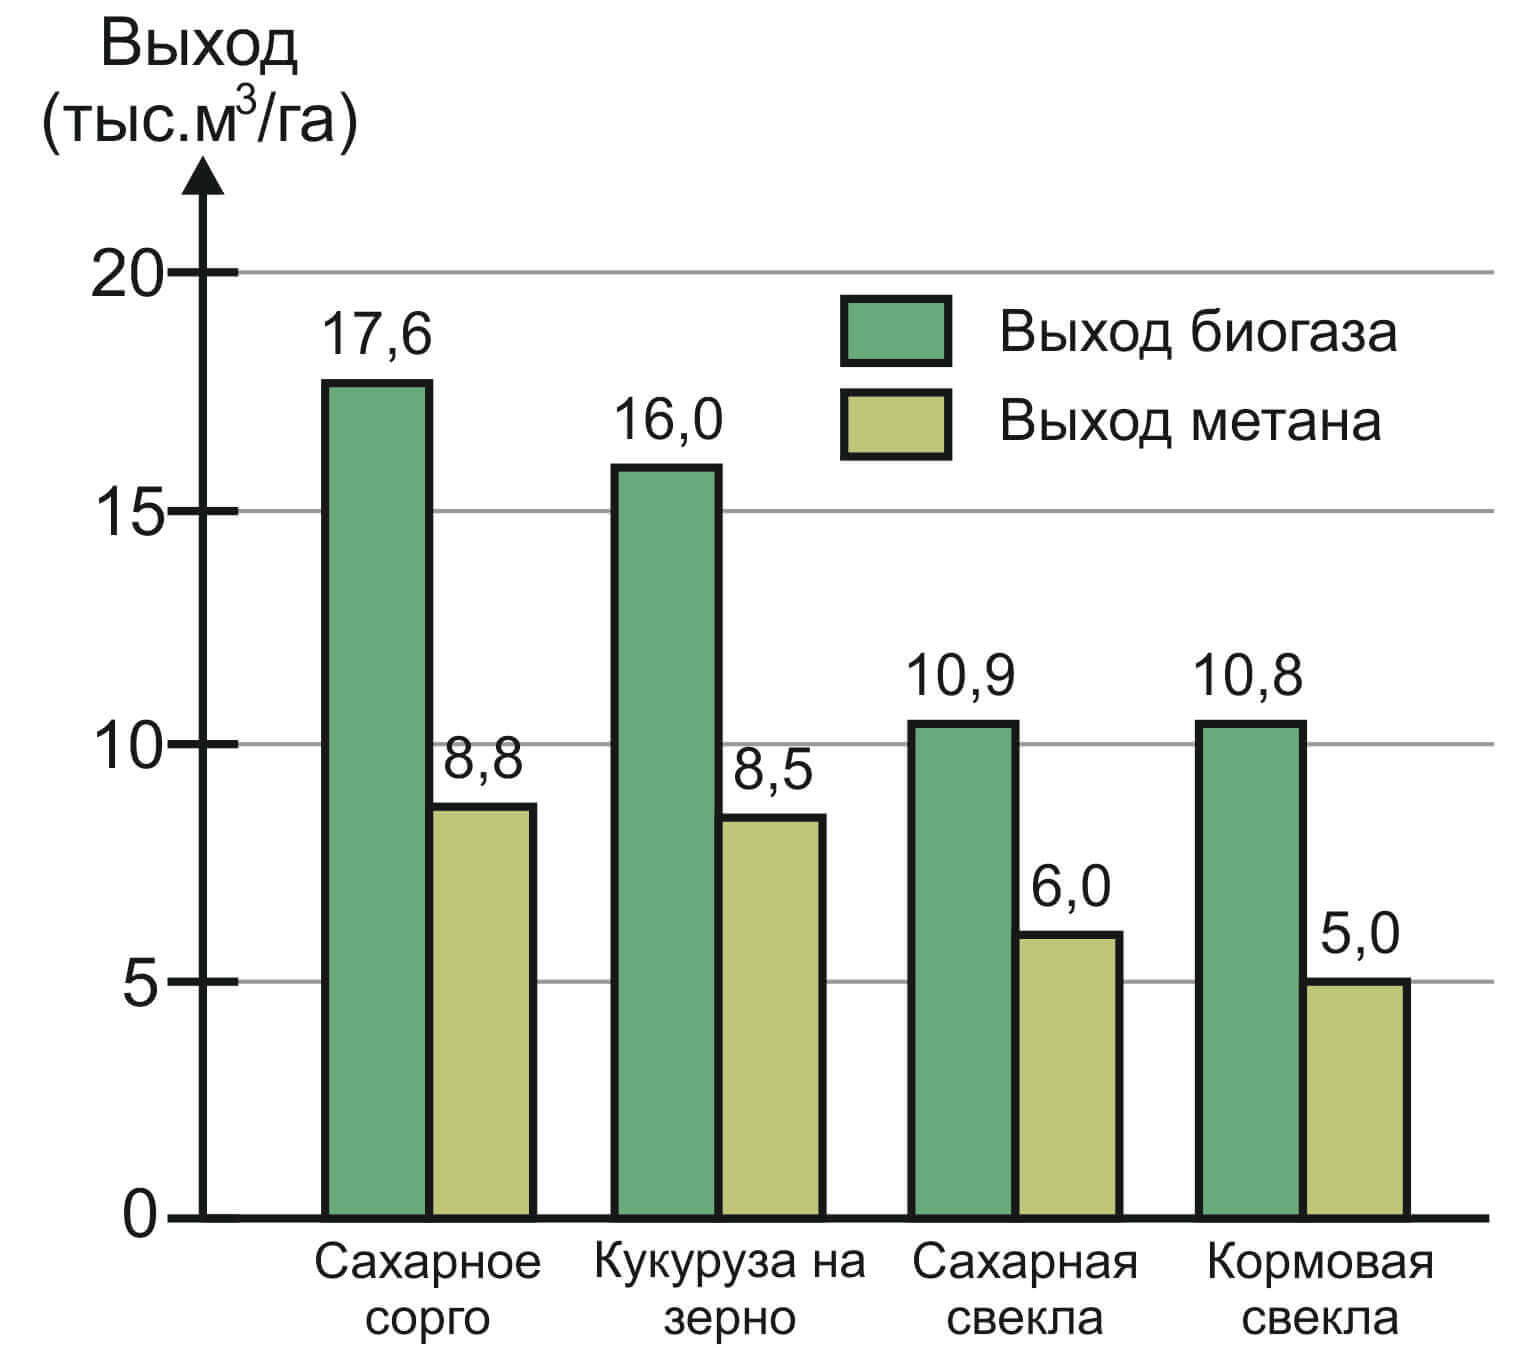 Выход
(тыс.м³/га)
20
17,6
Выход биогаза
16,0
Выход метана
15
10,9
10,8
10
8,8
8,5
6,0
5,0
5
0
Сахарное
сорго
Кукуруза на
зерно
Сахарная
свекла
Кормовая
свекла